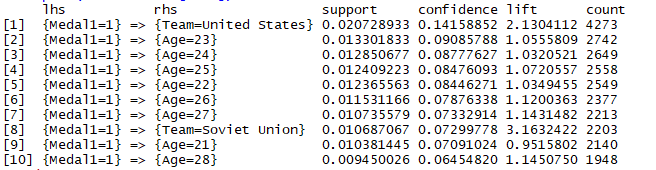 lhs rhs support confidence lift count
[1] {Medal1=1} => {Team=United States} 0.020728933 0.14158852 2.1304112 4273
[2] {Medal1=1} => {Age=23} 0.013301833 0.09085788 1.0555809 2742
[3] {Medal1=1} => {Age=24} 0.012850677 0.08777627 1.0320521 2649
[4] {Medal1=1} => {Age=25} 0.012409223 0.08476093 1.0720557 2558
[5] {Medal1=1} => {Age=22} 0.012365563 0.08446271 1.0349455 2549
[6] {Medal1=1} => {Age=26} 0.011531166 0.07876338 1.1200363 2377
[7] {Medal1=1} => {Age=27} 0.010735579 0.07332914 1.1431482 2213
[8] {Medal1=1} => {Team=Soviet Union} 0.010687067 0.07299778 3.1632422 2203
[9] {Medal1=1} => {Age=21} 0.010381445 0.07091024 0.9515802 2140
[10] {Medal1=1} => {Age=28} 0.009450026 0.06454820 1.1450750 1948